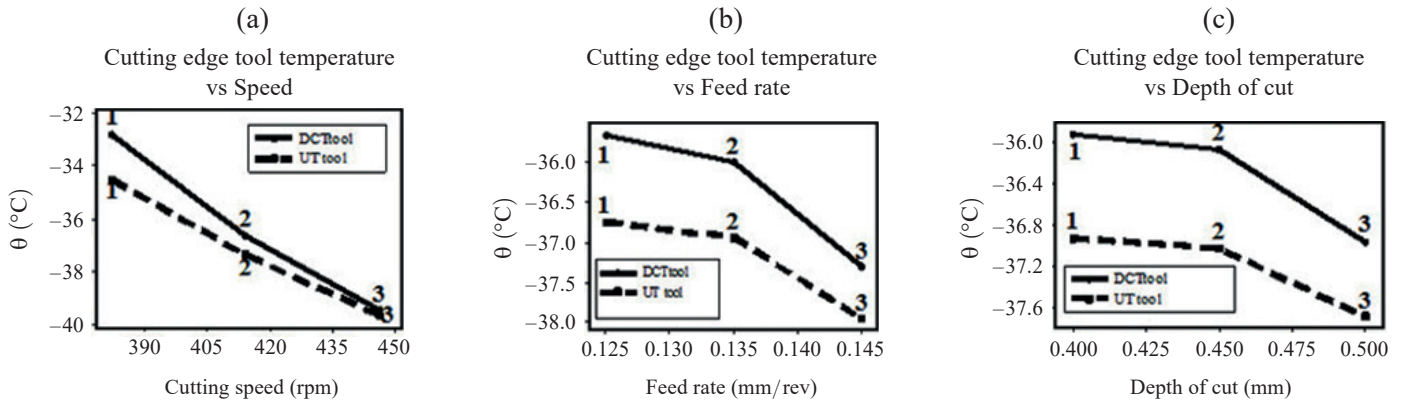 (a)
Cutting edge tool temperature
vs Speed
θ (°C)
−32
−34
−36
−38
−40
1
2
3
1
2
3
DCTtool
UT tool
390
405
420
435
450
Cutting speed (rpm)
(b)
Cutting edge tool temperature
vs Feed rate
θ (°C)
−36.0
−36.5
−37.0
−37.5
−38.0
1
2
3
1
2
3
DCTtool
UT tool
0.125
0.130
0.135
0.140
0.145
Feed rate (mm/rev)
(c)
Cutting edge tool temperature
vs Depth of cut
θ (°C)
−36.0
−36.4
−36.8
−37.2
−37.6
1
2
3
1
2
3
DCTtool
UT tool
0.400
0.425
0.450
0.475
0.500
Depth of cut (mm)